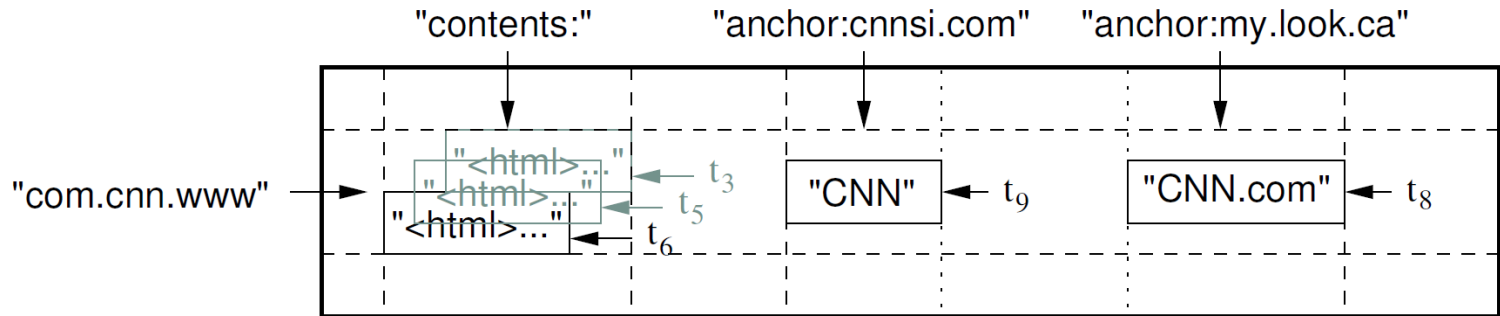 "contents:" "anchor:cnnsi.com" "anchor:my.look.ca"
"<html>..." t3
"com.cnn.www" "<html>..." t5 "CNN" t9 "CNN.com" t8
"<html>..." t6